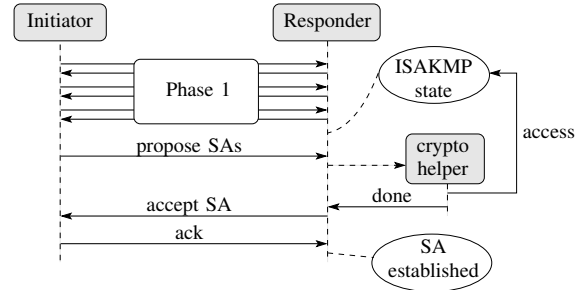 Initiator
Responder
Phase 1
ISAKMP
state
propose SAs
crypto
helper
access
done
accept SA
ack
SA
established